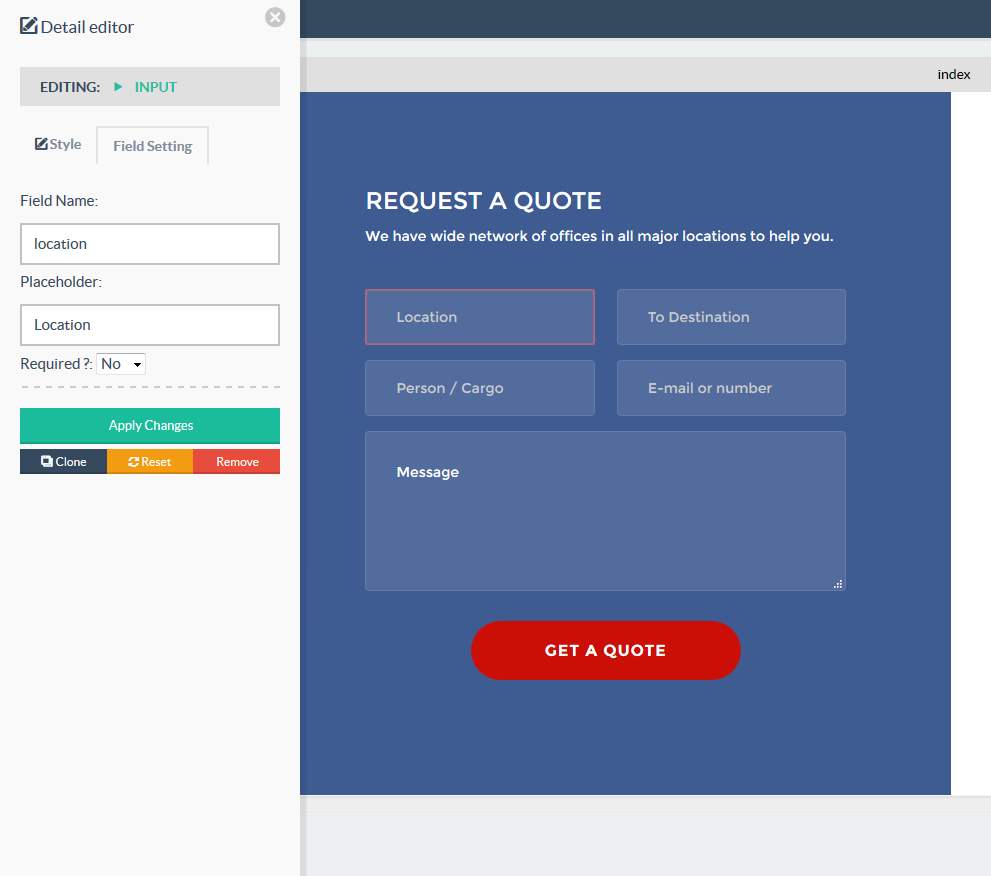 Detail editor
EDITING: INPUT
Style Field Setting
Field Name:
location
Placeholder:
Location
Required ?: No
Apply Changes
Clone Reset Remove
index
REQUEST A QUOTE
We have wide network of offices in all major locations to help you.
Location To Destination
Person / Cargo E-mail or number
Message
GET A QUOTE